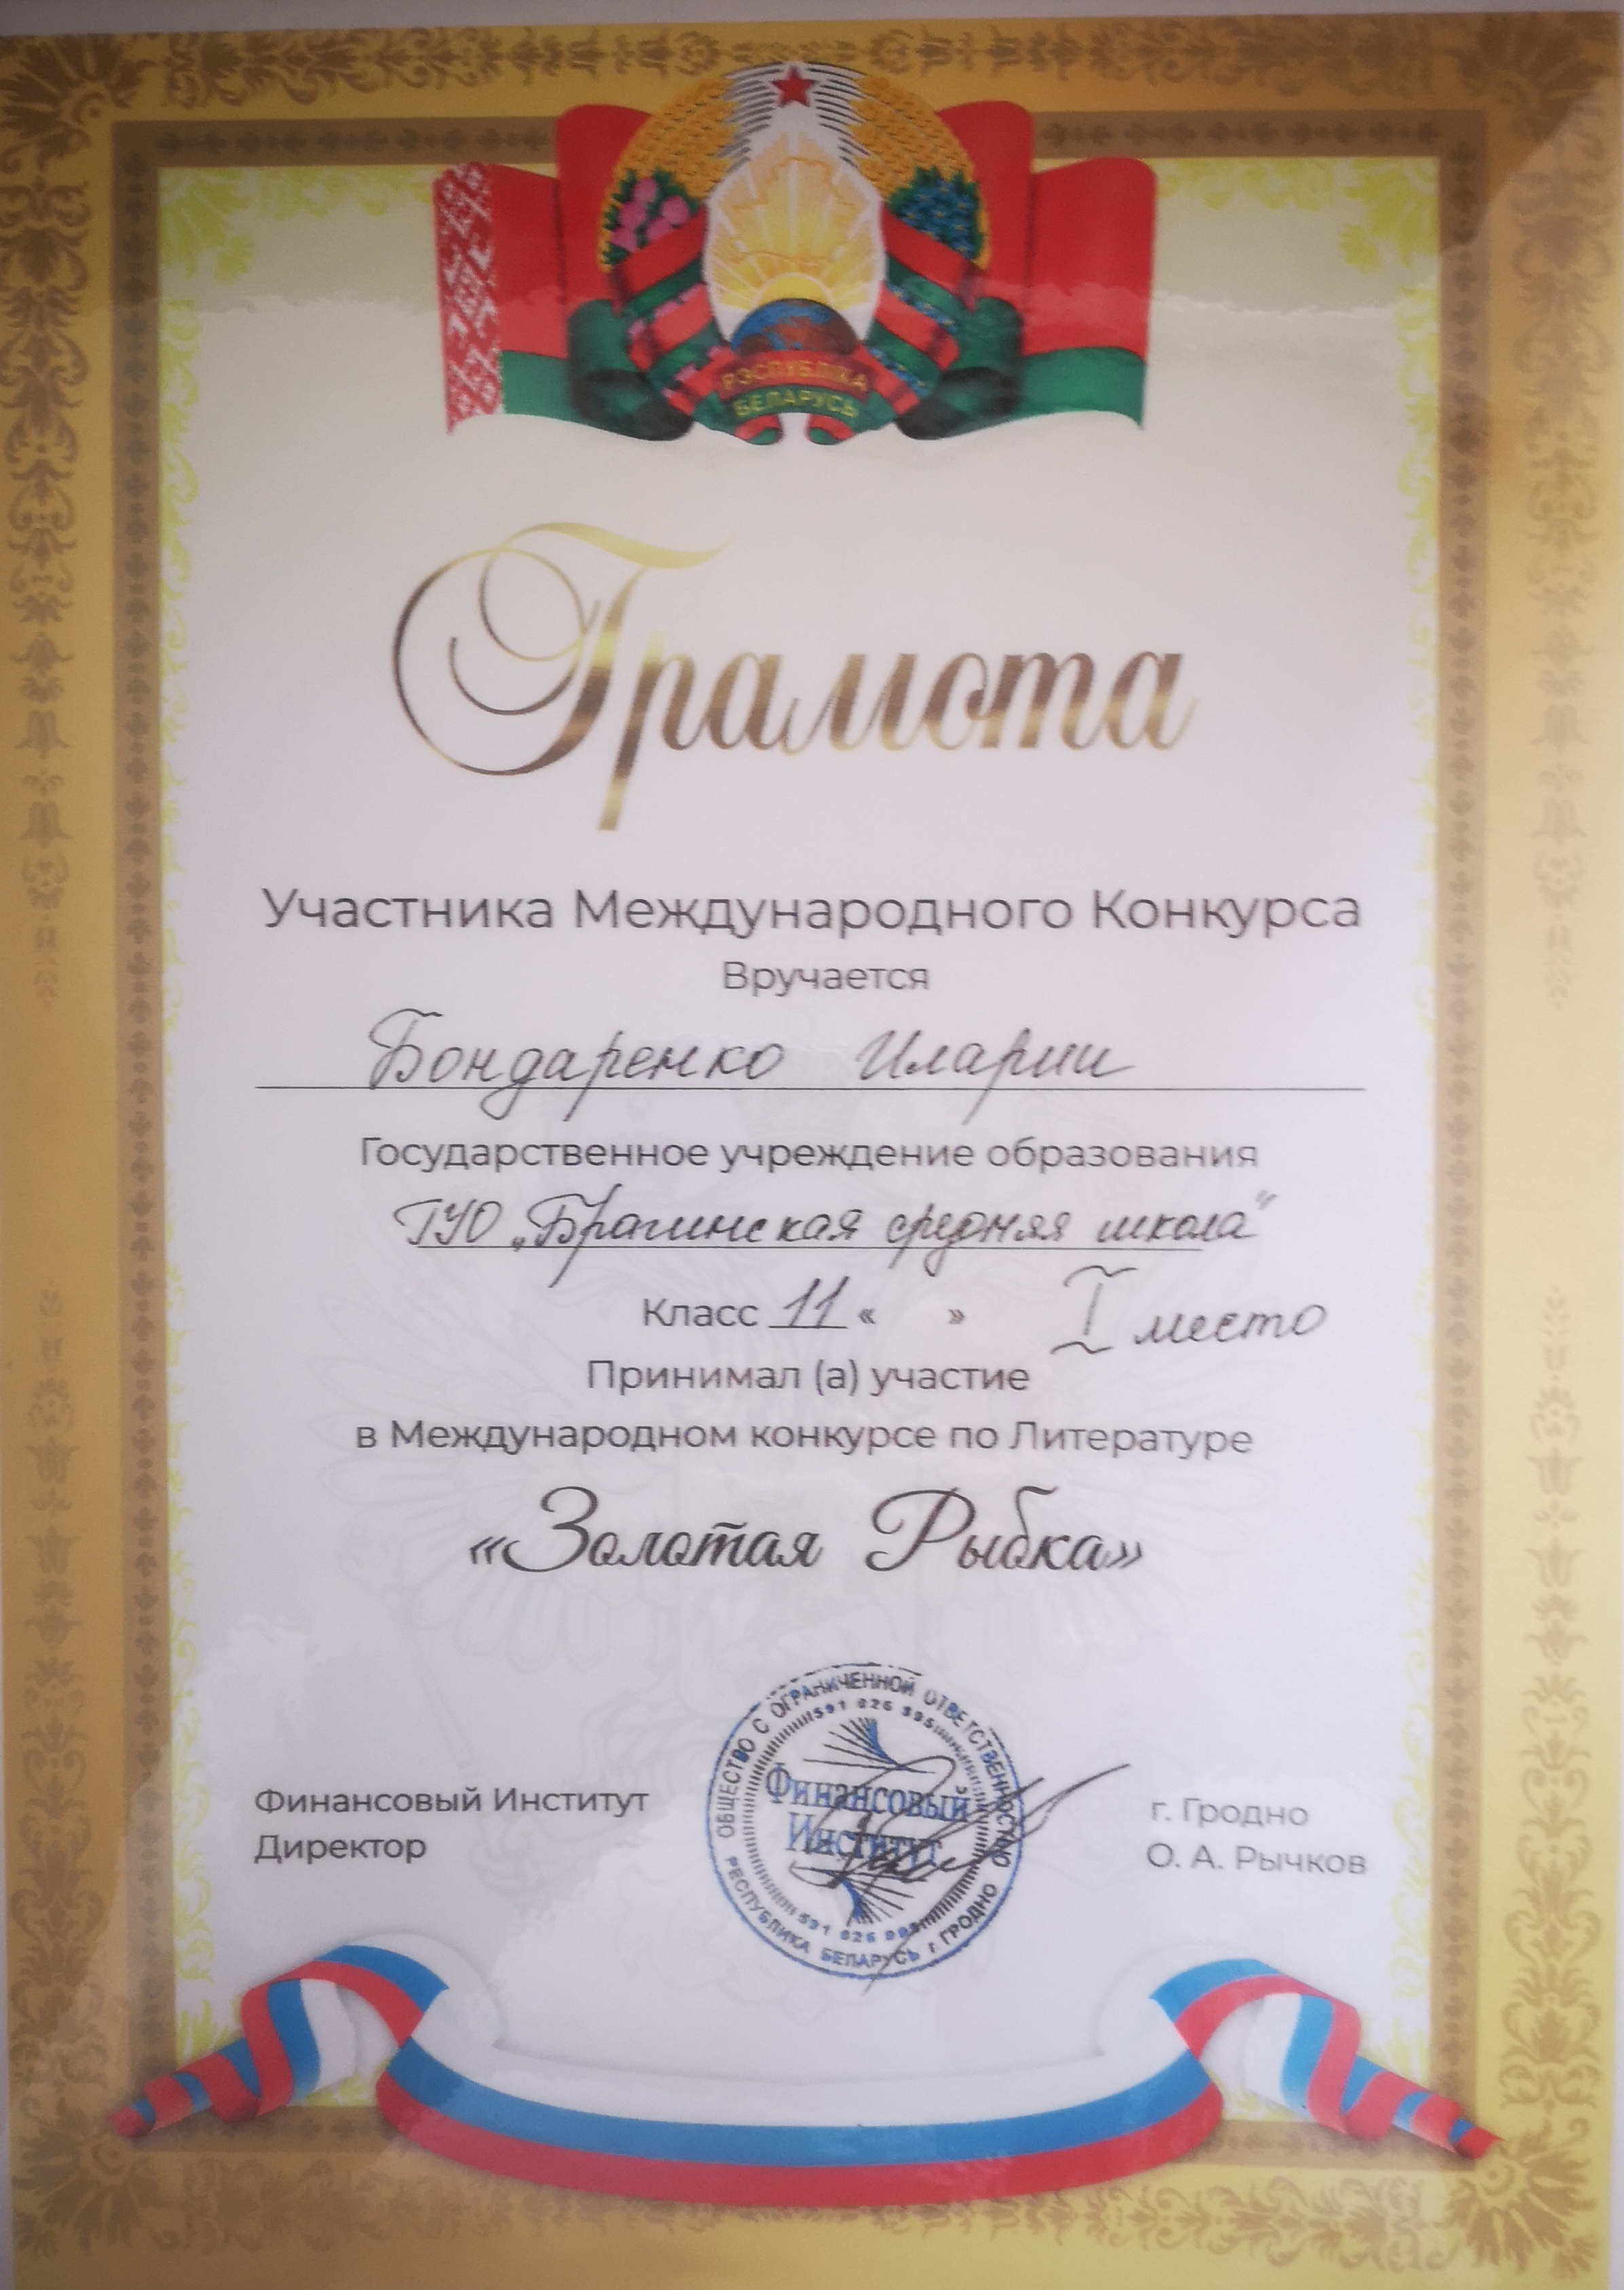 РЭСПУБЛІКА
БЕЛАРУСЬ
Грамота
Участника Международного Конкурса
Вручается
Бондаренко Иларии
Государственное учреждение образования
ГУО „Брагинская средняя школа"
Класс 11 « » I место
Принимал (а) участие
в Международном конкурсе по Литературе
«Золотая Рыбка»
ОБЩЕСТВО С ОГРАНИЧЕННОЙ ОТВЕТСТВЕННОСТЬЮ
Финансовый
Институт
РЕСПУБЛИКА БЕЛАРУСЬ г. ГРОДНО
Финансовый Институт
Директор
г. Гродно
О. А. Рычков